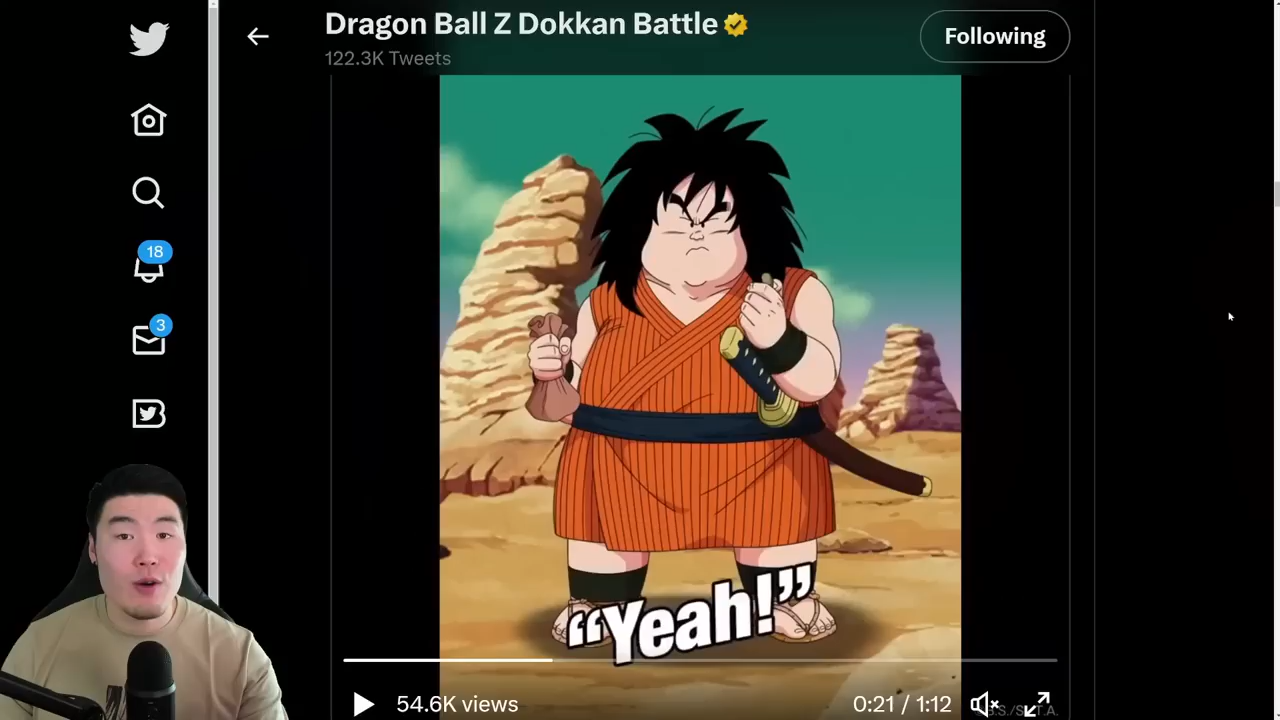 Dragon Ball Z Dokkan Battle
Following
122.3K Tweets
18
3
“Yeah!”
54.6K views
0:21 / 1:12